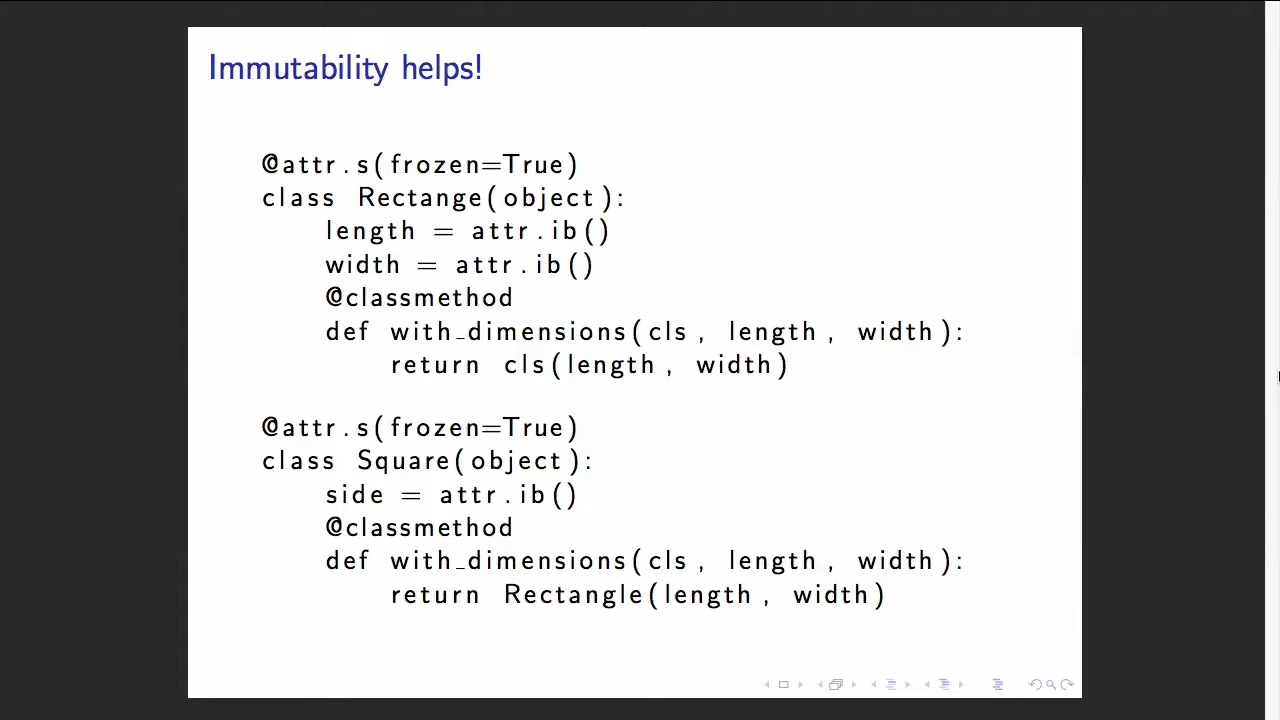 Immutability helps!
@attr.s(frozen=True)
class Rectange(object):
    length = attr.ib()
    width = attr.ib()
    @classmethod
    def with_dimensions(cls, length, width):
        return cls(length, width)
@attr.s(frozen=True)
class Square(object):
    side = attr.ib()
    @classmethod
    def with_dimensions(cls, length, width):
        return Rectangle(length, width)